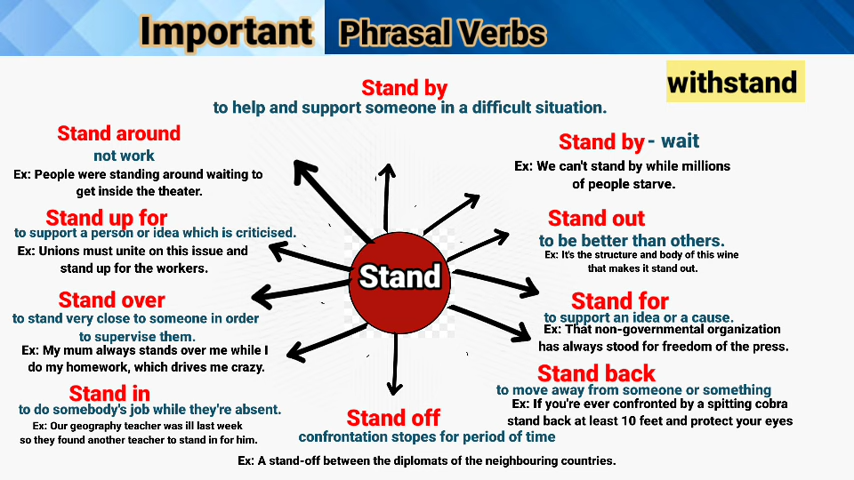 Important Phrasal Verbs
withstand
Stand by
to help and support someone in a difficult situation.
Stand around
not work
Ex: People were standing around waiting to
get inside the theater.
Stand up for
to support a person or idea which is criticised.
Ex: Unions must unite on this issue and
stand up for the workers.
Stand over
to stand very close to someone in order
to supervise them.
Ex: My mum always stands over me while I
do my homework, which drives me crazy.
Stand in
to do somebody's job while they're absent.
Ex: Our geography teacher was ill last week
so they found another teacher to stand in for him.
Stand
Stand by - wait
Ex: We can't stand by while millions
of people starve.
Stand out
to be better than others.
Ex: It's the structure and body of this wine
that makes it stand out.
Stand for
to support an idea or a cause.
Ex: That non-governmental organization
has always stood for freedom of the press.
Stand back
to move away from someone or something
Ex: If you're ever confronted by a spitting cobra
stand back at least 10 feet and protect your eyes
Stand off
confrontation stopes for period of time
Ex: A stand-off between the diplomats of the neighbouring countries.